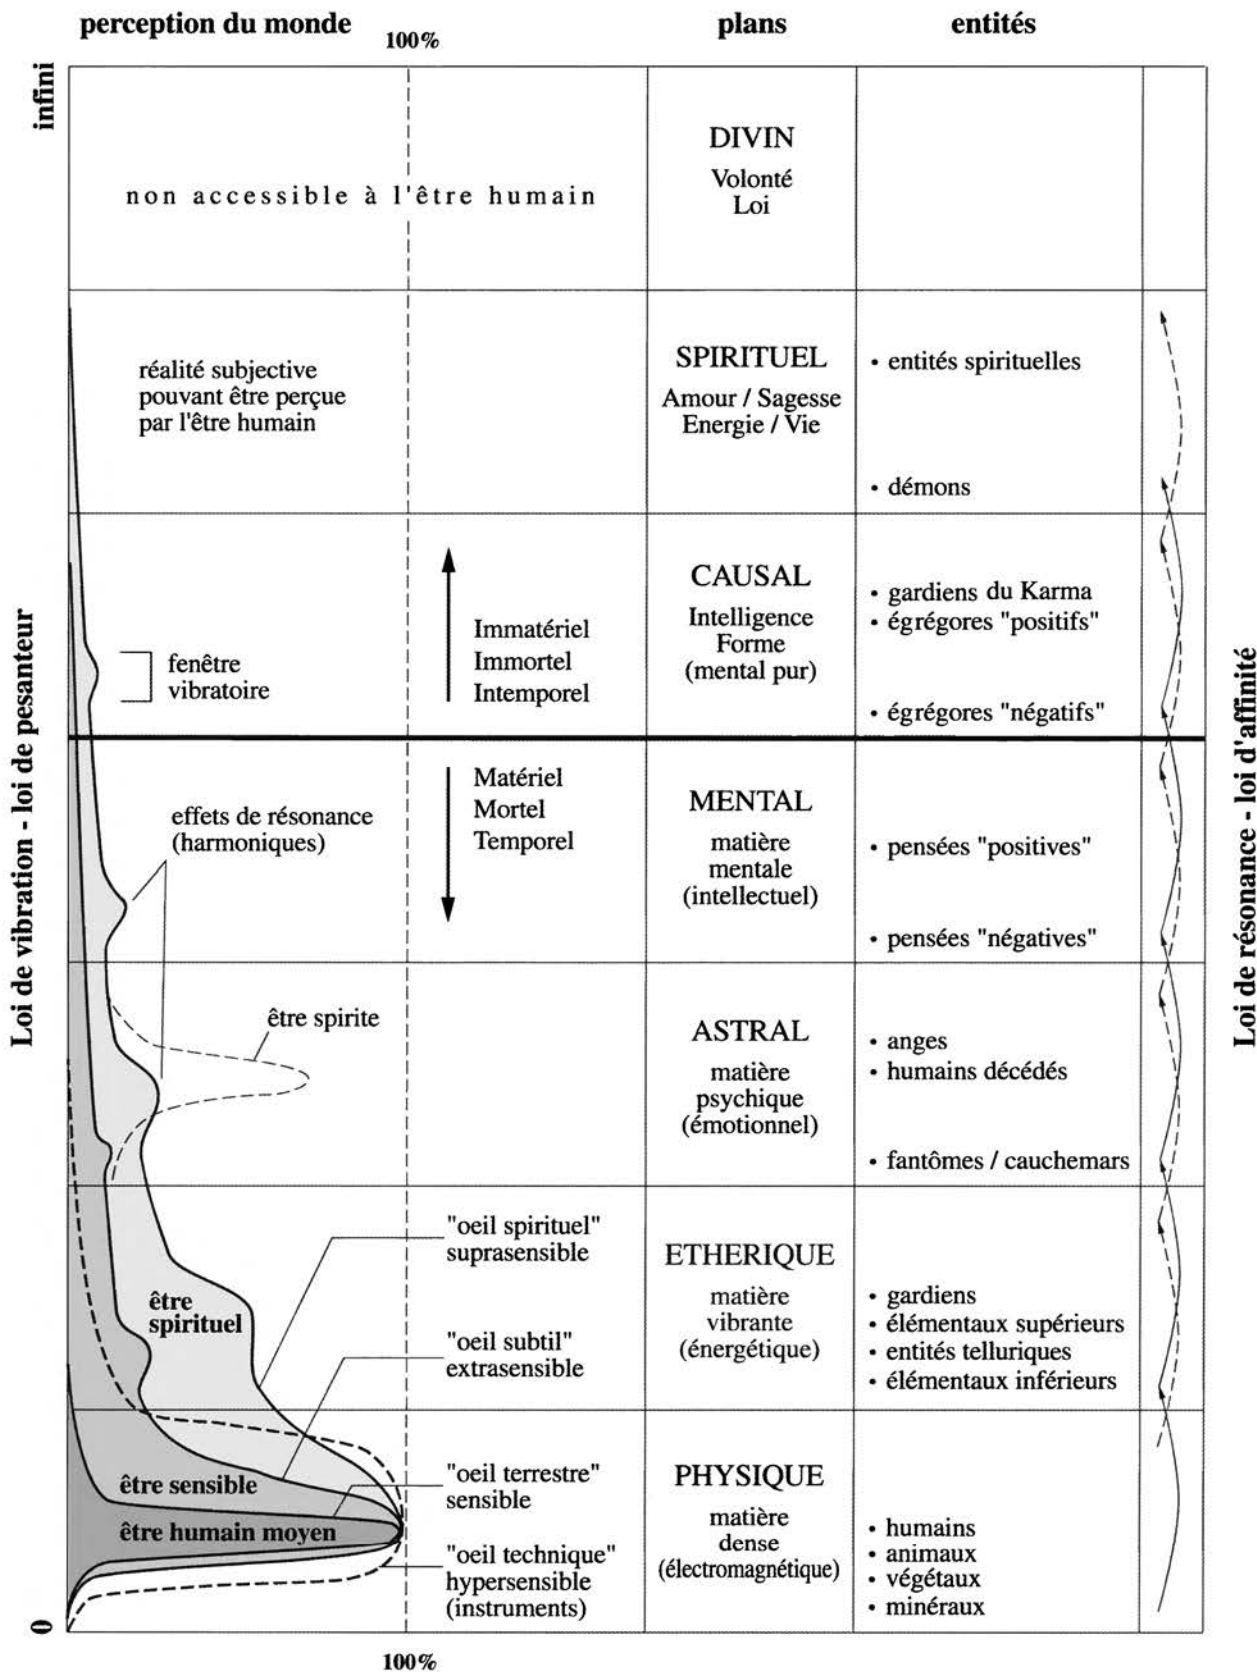 perception du monde
100%
plans
entités
infini
DIVIN
Volonté
Loi
non accessible à l'être humain
réalité subjective
pouvant être perçue
par l'être humain
SPIRITUEL
Amour / Sagesse
Energie / Vie
• entités spirituelles
• démons
Immatériel
Immortel
Intemporel
fenêtre
vibratoire
CAUSAL
Intelligence
Forme
(mental pur)
• gardiens du Karma
• égrégores "positifs"
• égrégores "négatifs"
Loi de vibration - loi de pesanteur
Loi de résonance - loi d'affinité
Matériel
Mortel
Temporel
effets de résonance
(harmoniques)
MENTAL
matière
mentale
(intellectuel)
• pensées "positives"
• pensées "négatives"
être spirite
ASTRAL
matière
psychique
(émotionnel)
• anges
• humains décédés
• fantômes / cauchemars
"oeil spirituel"
suprasensible
être
spirituel
"oeil subtil"
extrasensible
ETHERIQUE
matière
vibrante
(énergétique)
• gardiens
• élémentaux supérieurs
• entités telluriques
• élémentaux inférieurs
être sensible
"oeil terrestre"
sensible
être humain moyen
"oeil technique"
hypersensible
(instruments)
PHYSIQUE
matière
dense
(électromagnétique)
• humains
• animaux
• végétaux
• minéraux
0
100%